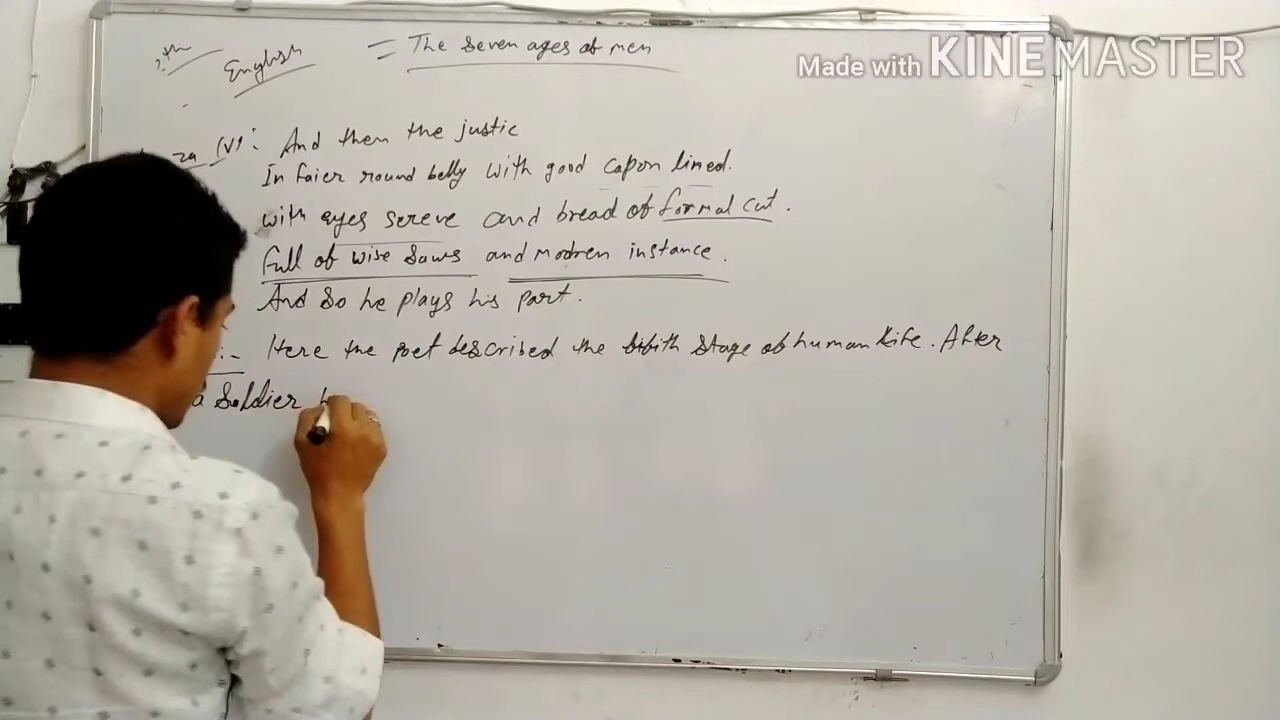 English = The seven ages of men
Made with KINEMASTER
(V): And then the justic
In faier round belly with good capon lined.
with eyes sereve and bread of formal cut.
Full of wise saws and modren instance.
And so he plays his part.
:- Here the poet described the fifth stage of human life. After
a Soldier